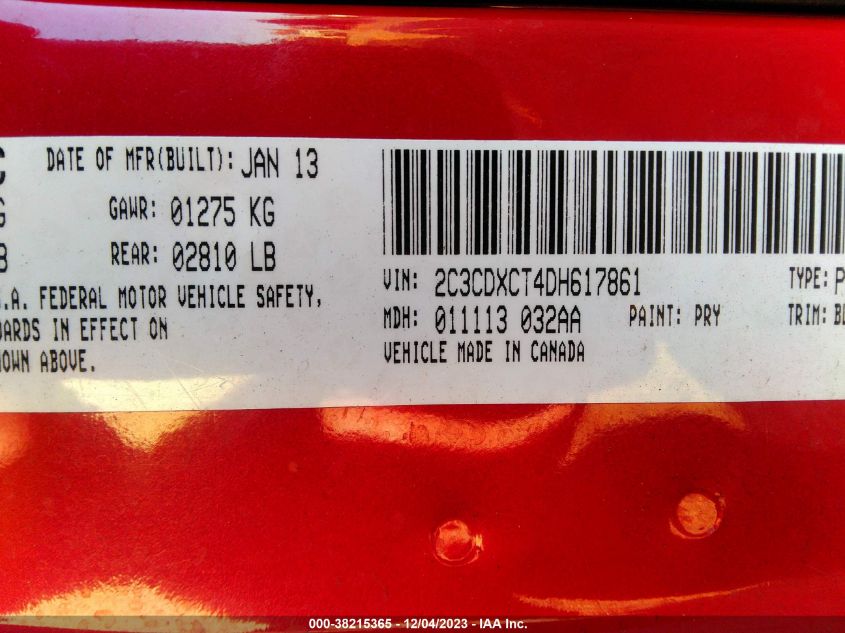 DATE OF MFR(BUILT): JAN 13
GAWR: 01275 KG
REAR: 02810 LB
.A. FEDERAL MOTOR VEHICLE SAFETY,
IN EFFECT ON
ABOVE.
VIN: 2C3CDXCT4DH617861
TYPE:
MDH: 011113 032AA PAINT: PRY TRIM:
VEHICLE MADE IN CANADA
000-38215365 - 12/04/2023 - IAA Inc.